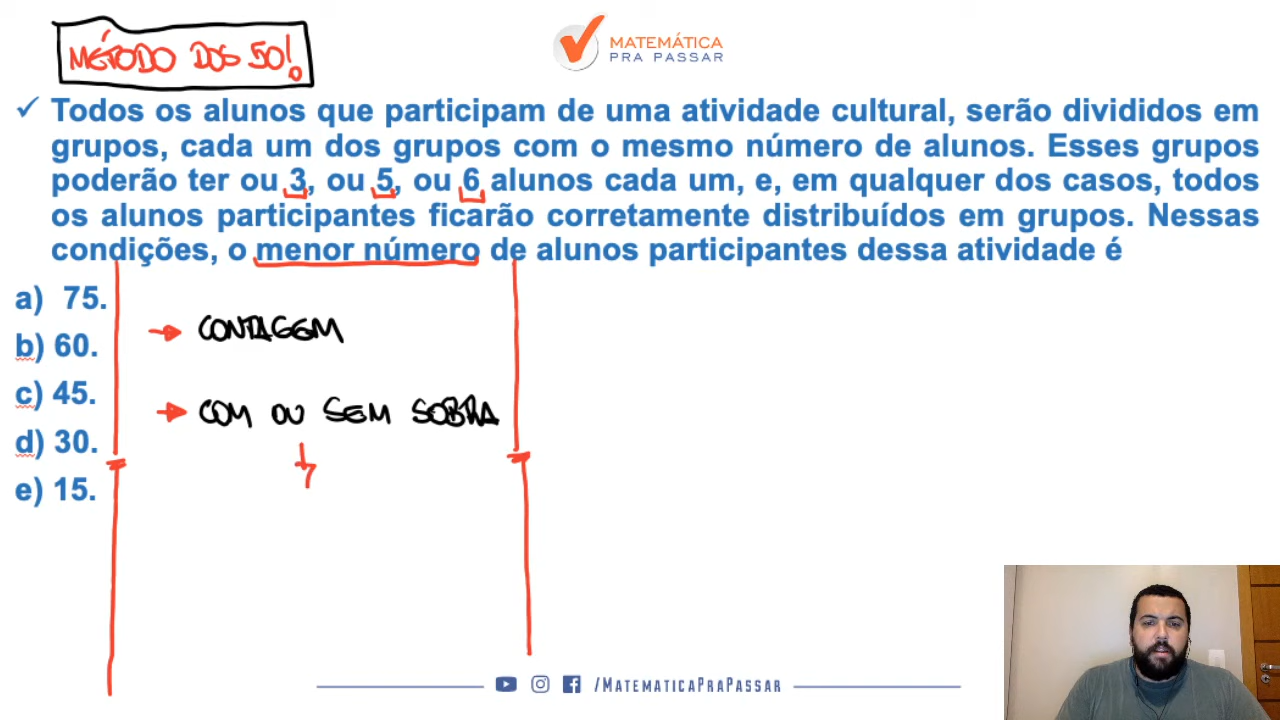 MÉTODO DOS 50!
MATEMÁTICA
PRA PASSAR
✓ Todos os alunos que participam de uma atividade cultural, serão divididos em
grupos, cada um dos grupos com o mesmo número de alunos. Esses grupos
poderão ter ou 3, ou 5, ou 6 alunos cada um, e, em qualquer dos casos, todos
os alunos participantes ficarão corretamente distribuídos em grupos. Nessas
condições, o menor número de alunos participantes dessa atividade é
a) 75.
b) 60.
c) 45.
d) 30.
e) 15.
→ CONTAGEM
→ COM OU SEM SOBRA
/MATEMATICAPRAPASSAR